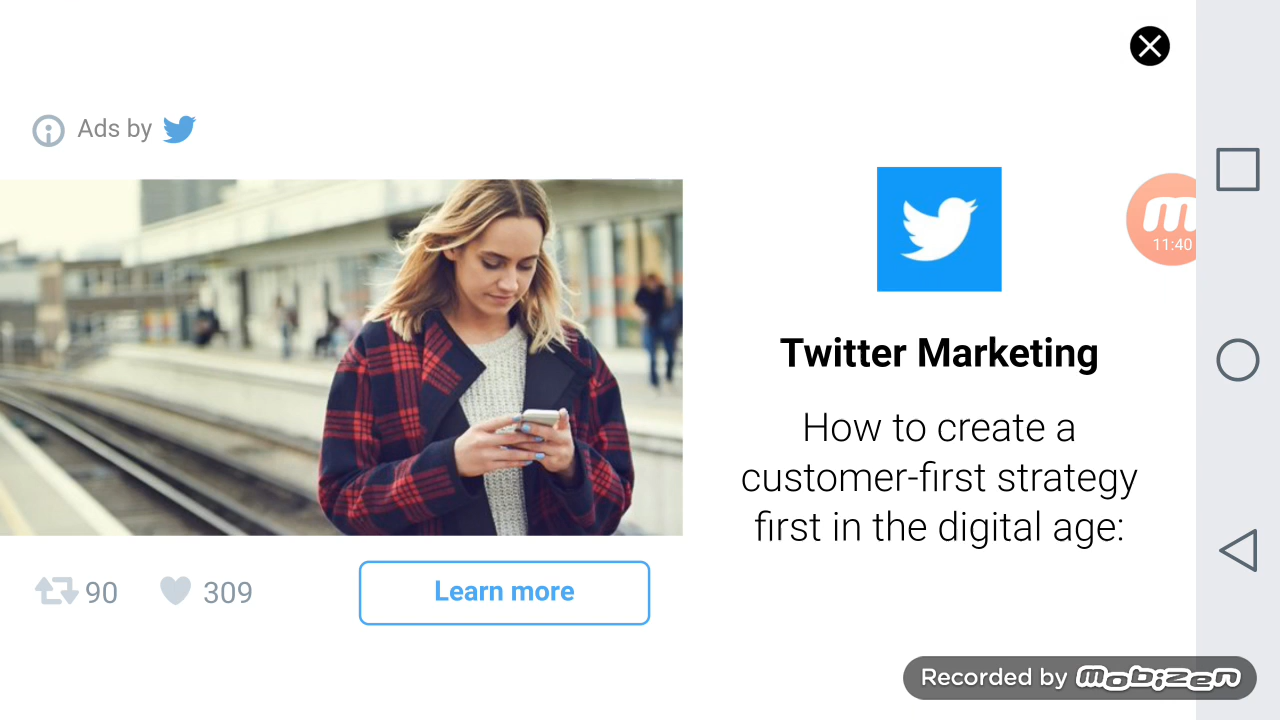 Ads by
Twitter Marketing
How to create a
customer-first strategy
first in the digital age:
90
309
Learn more
m
11:40
Recorded by mobizen